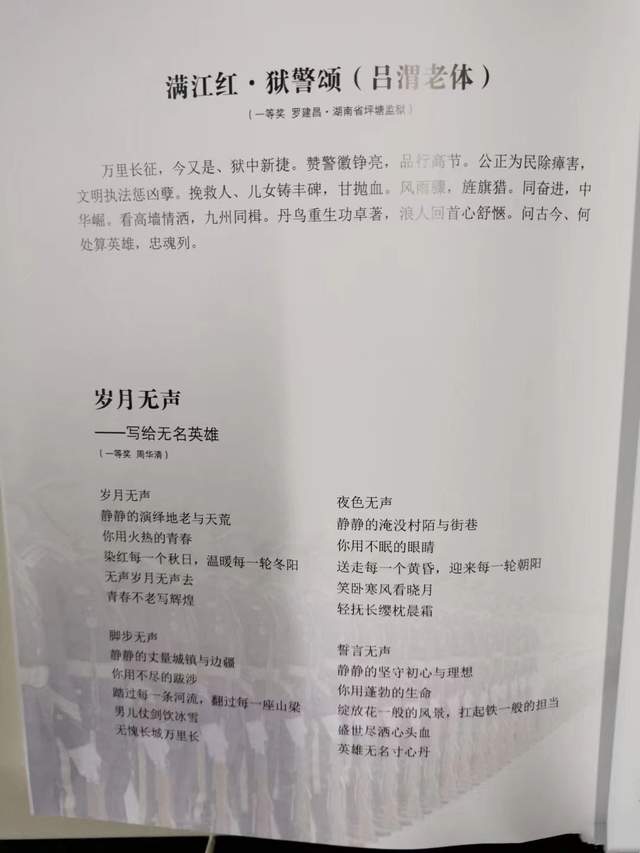 满江红·狱警颂（吕渭老体）
（一等奖 罗建昌·湖南省坪塘监狱）
万里长征，今又是、狱中新捷。赞警徽铮亮，品行高节。公正为民除瘴害，
文明执法惩凶孽。挽救人、儿女铸丰碑，甘抛血。风雨骤，旌旗猎。同奋进，中
华崛。看高墙情洒，九州同楫。丹鸟重生功卓著，浪人回首心舒惬。问古今、何
处算英雄，忠魂列。
岁月无声
——写给无名英雄
（一等奖 周华清）
岁月无声
静静的演绎地老与天荒
你用火热的青春
染红每一个秋日，温暖每一轮冬阳
无声岁月无声去
青春不老写辉煌
脚步无声
静静的丈量城镇与边疆
你用不尽的跋涉
踏过每一条河流，翻过每一座山梁
男儿仗剑饮冰雪
无愧长城万里长
夜色无声
静静的淹没村陌与街巷
你用不眠的眼睛
送走每一个黄昏，迎来每一轮朝阳
笑卧寒风看晓月
轻抚长缨枕晨霜
誓言无声
静静的坚守初心与理想
你用蓬勃的生命
绽放花一般的风景，扛起铁一般的担当
盛世尽洒心头血
英雄无名寸心丹